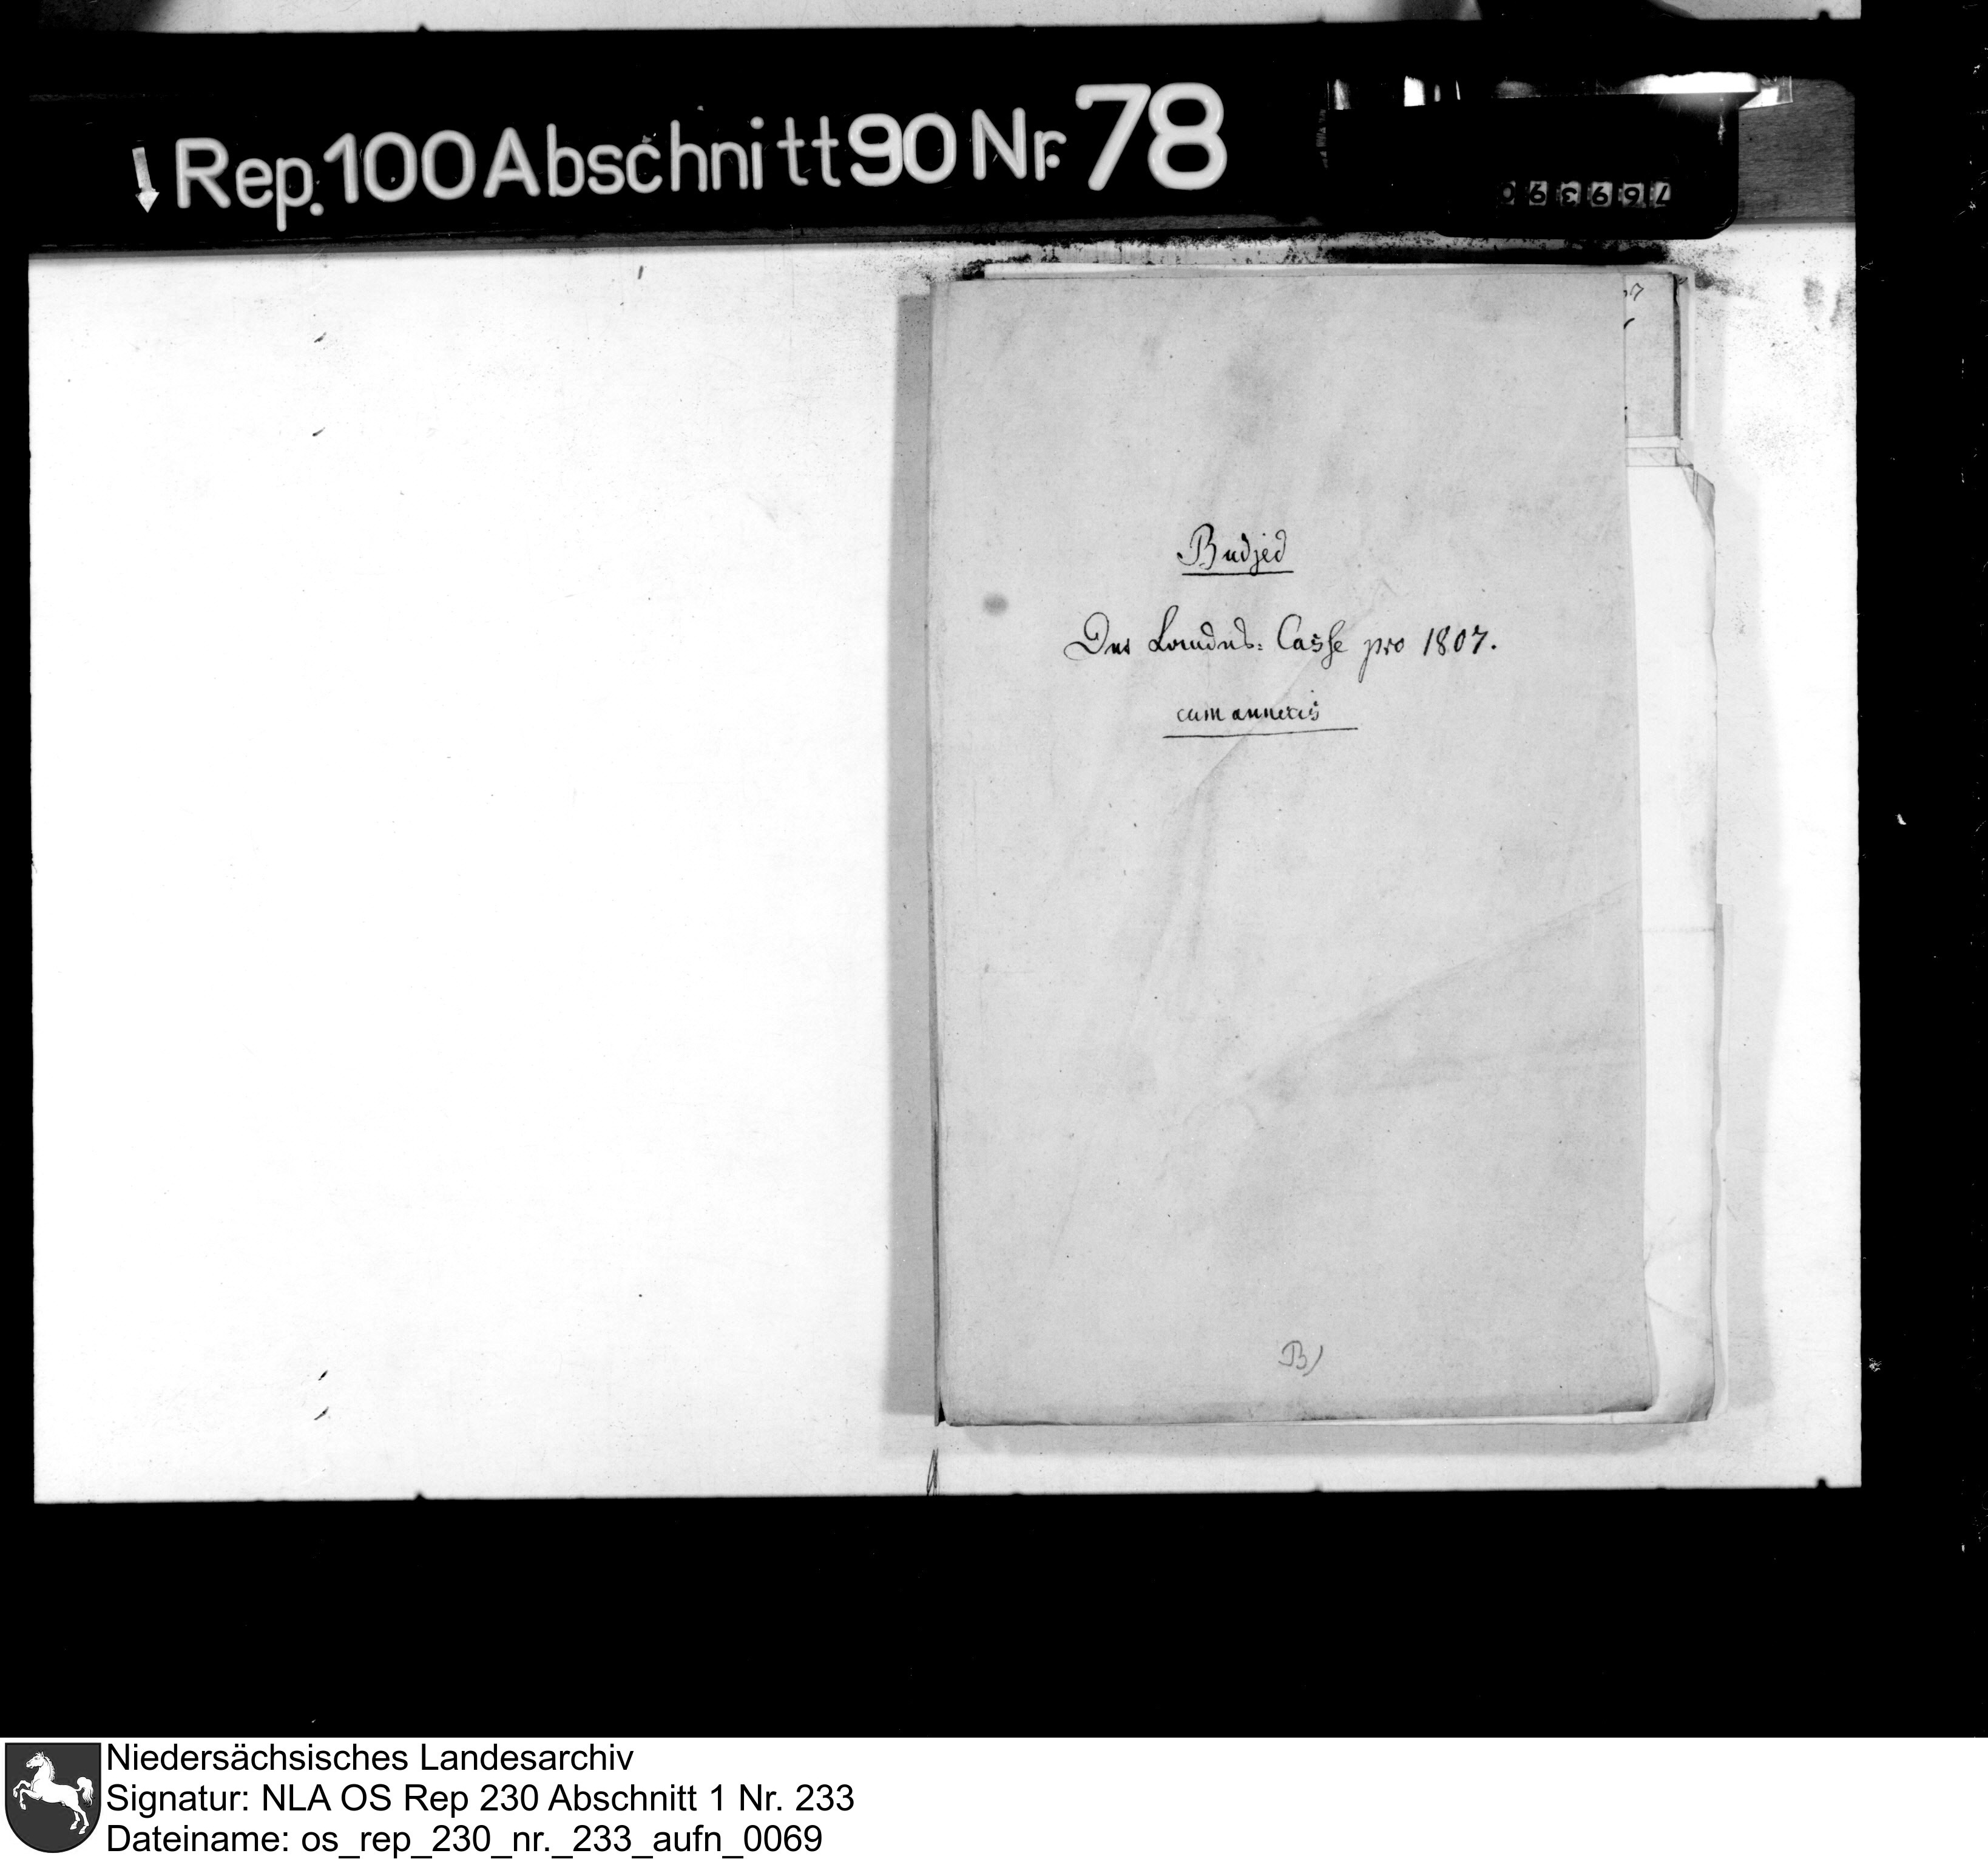 Rep. 100 Abschnitt 90 Nr. 78
Budjed
Der Landes: Casse pro 1807.
cum annexis
B)
Niedersächsisches Landesarchiv
Signatur: NLA OS Rep 230 Abschnitt 1 Nr. 233
Dateiname: os_rep_230_nr._233_aufn_0069